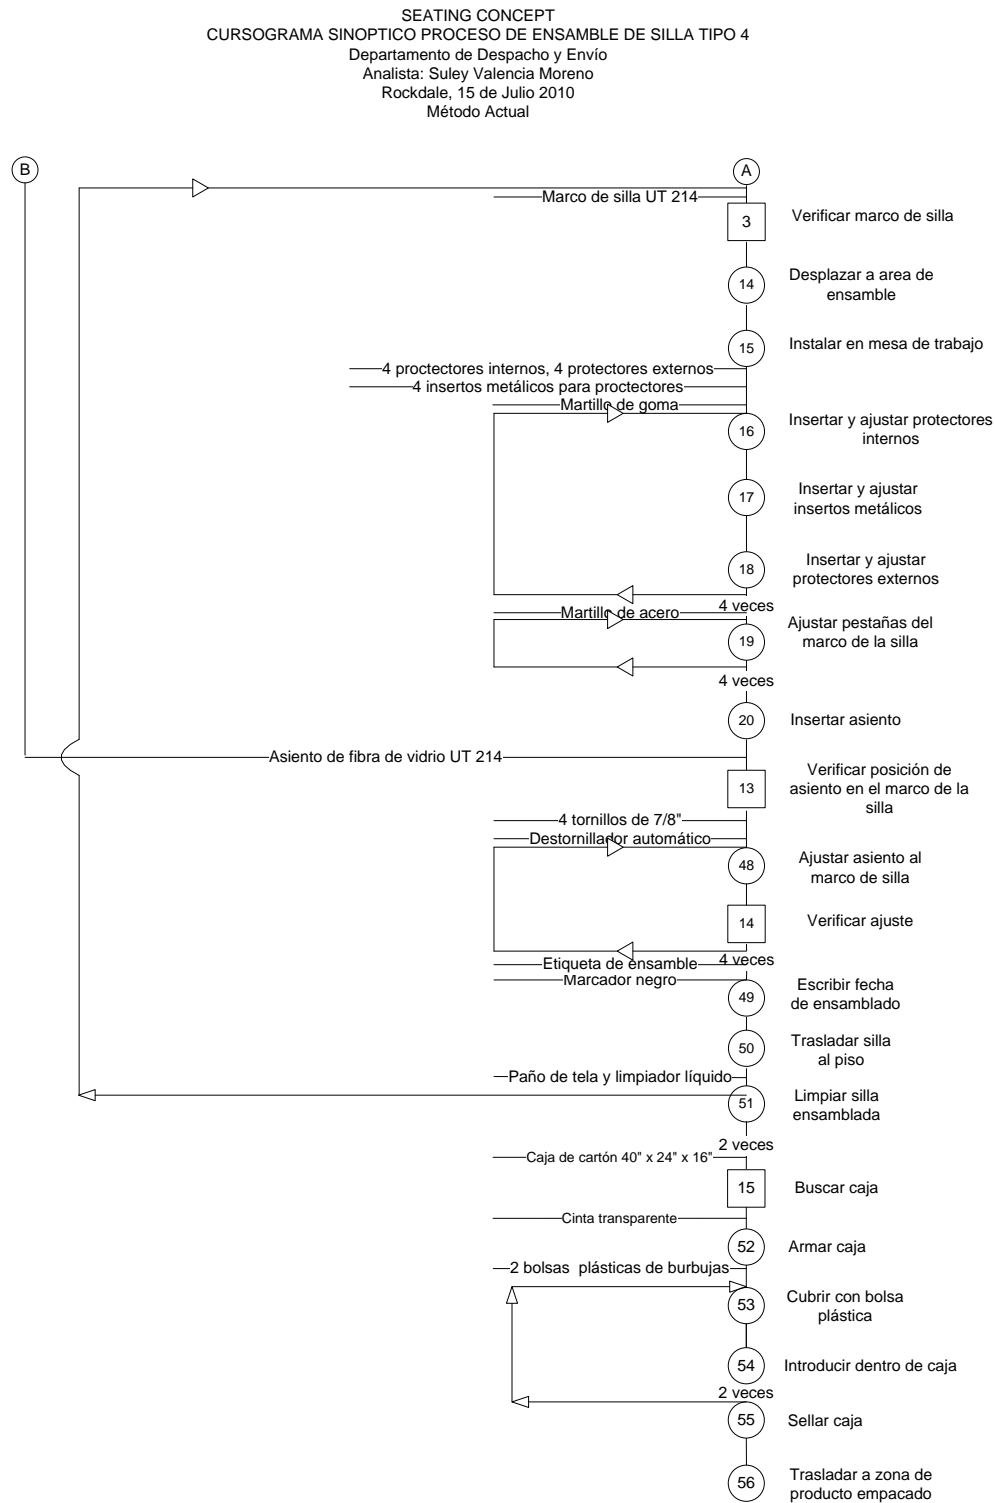 SEATING CONCEPT
CURSOGRAMA SINOPTICO PROCESO DE ENSAMBLE DE SILLA TIPO 4
Departamento de Despacho y Envío
Analista: Suley Valencia Moreno
Rockdale, 15 de Julio 2010
Método Actual
B
A
Marco de silla UT 214
3
Verificar marco de silla
14
Desplazar a area de
ensamble
15
Instalar en mesa de trabajo
4 proctectores internos, 4 protectores externos
4 insertos metálicos para proctectores
Martillo de goma
16
Insertar y ajustar protectores
internos
17
Insertar y ajustar
insertos metálicos
18
Insertar y ajustar
protectores externos
4 veces
Martillo de acero
19
Ajustar pestañas del
marco de la silla
4 veces
20
Insertar asiento
Asiento de fibra de vidrio UT 214
13
Verificar posición de
asiento en el marco de la
silla
4 tornillos de 7/8"
Destornillador automático
48
Ajustar asiento al
marco de silla
14
Verificar ajuste
4 veces
Etiqueta de ensamble
Marcador negro
49
Escribir fecha
de ensamblado
50
Trasladar silla
al piso
Paño de tela y limpiador líquido
51
Limpiar silla
ensamblada
2 veces
Caja de cartón 40" x 24" x 16"
15
Buscar caja
Cinta transparente
52
Armar caja
2 bolsas  plásticas de burbujas
53
Cubrir con bolsa
plástica
54
Introducir dentro de caja
2 veces
55
Sellar caja
56
Trasladar a zona de
producto empacado